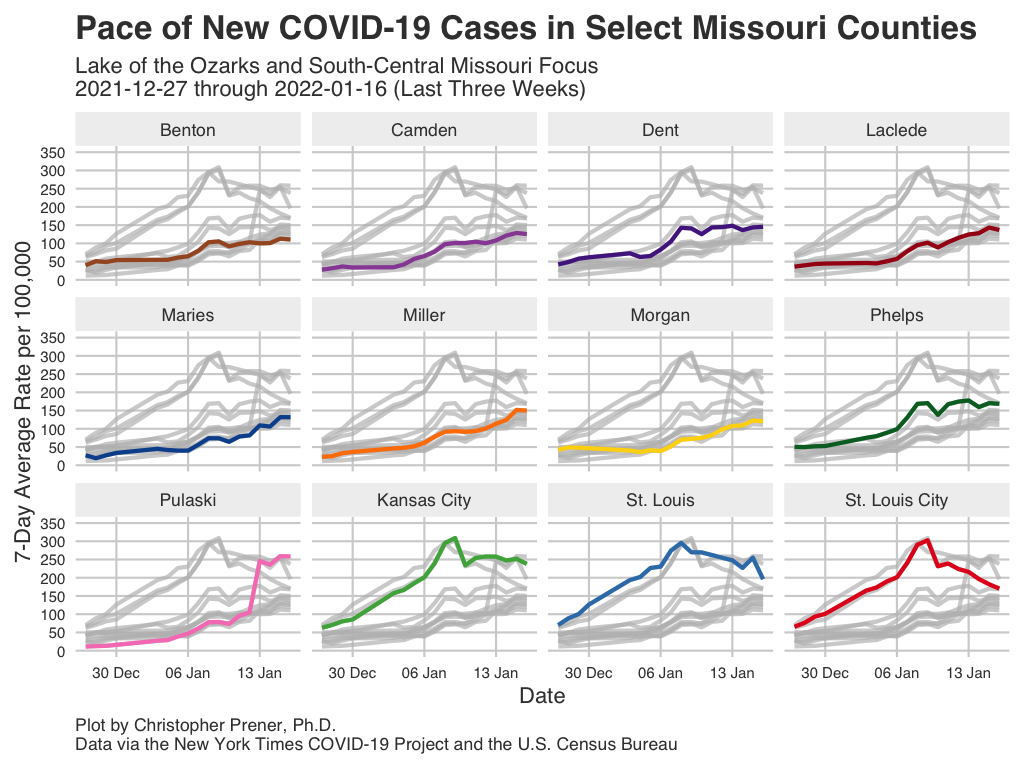 Pace of New COVID-19 Cases in Select Missouri Counties
Lake of the Ozarks and South-Central Missouri Focus
2021-12-27 through 2022-01-16 (Last Three Weeks)
Benton Camden Dent Laclede
350
300
250
200
150
100
50
0
Maries Miller Morgan Phelps
350
300
250
200
150
100
50
0
Pulaski Kansas City St. Louis St. Louis City
350
300
250
200
150
100
50
0
7-Day Average Rate per 100,000
30 Dec 06 Jan 13 Jan 30 Dec 06 Jan 13 Jan 30 Dec 06 Jan 13 Jan 30 Dec 06 Jan 13 Jan
Date
Plot by Christopher Prener, Ph.D.
Data via the New York Times COVID-19 Project and the U.S. Census Bureau